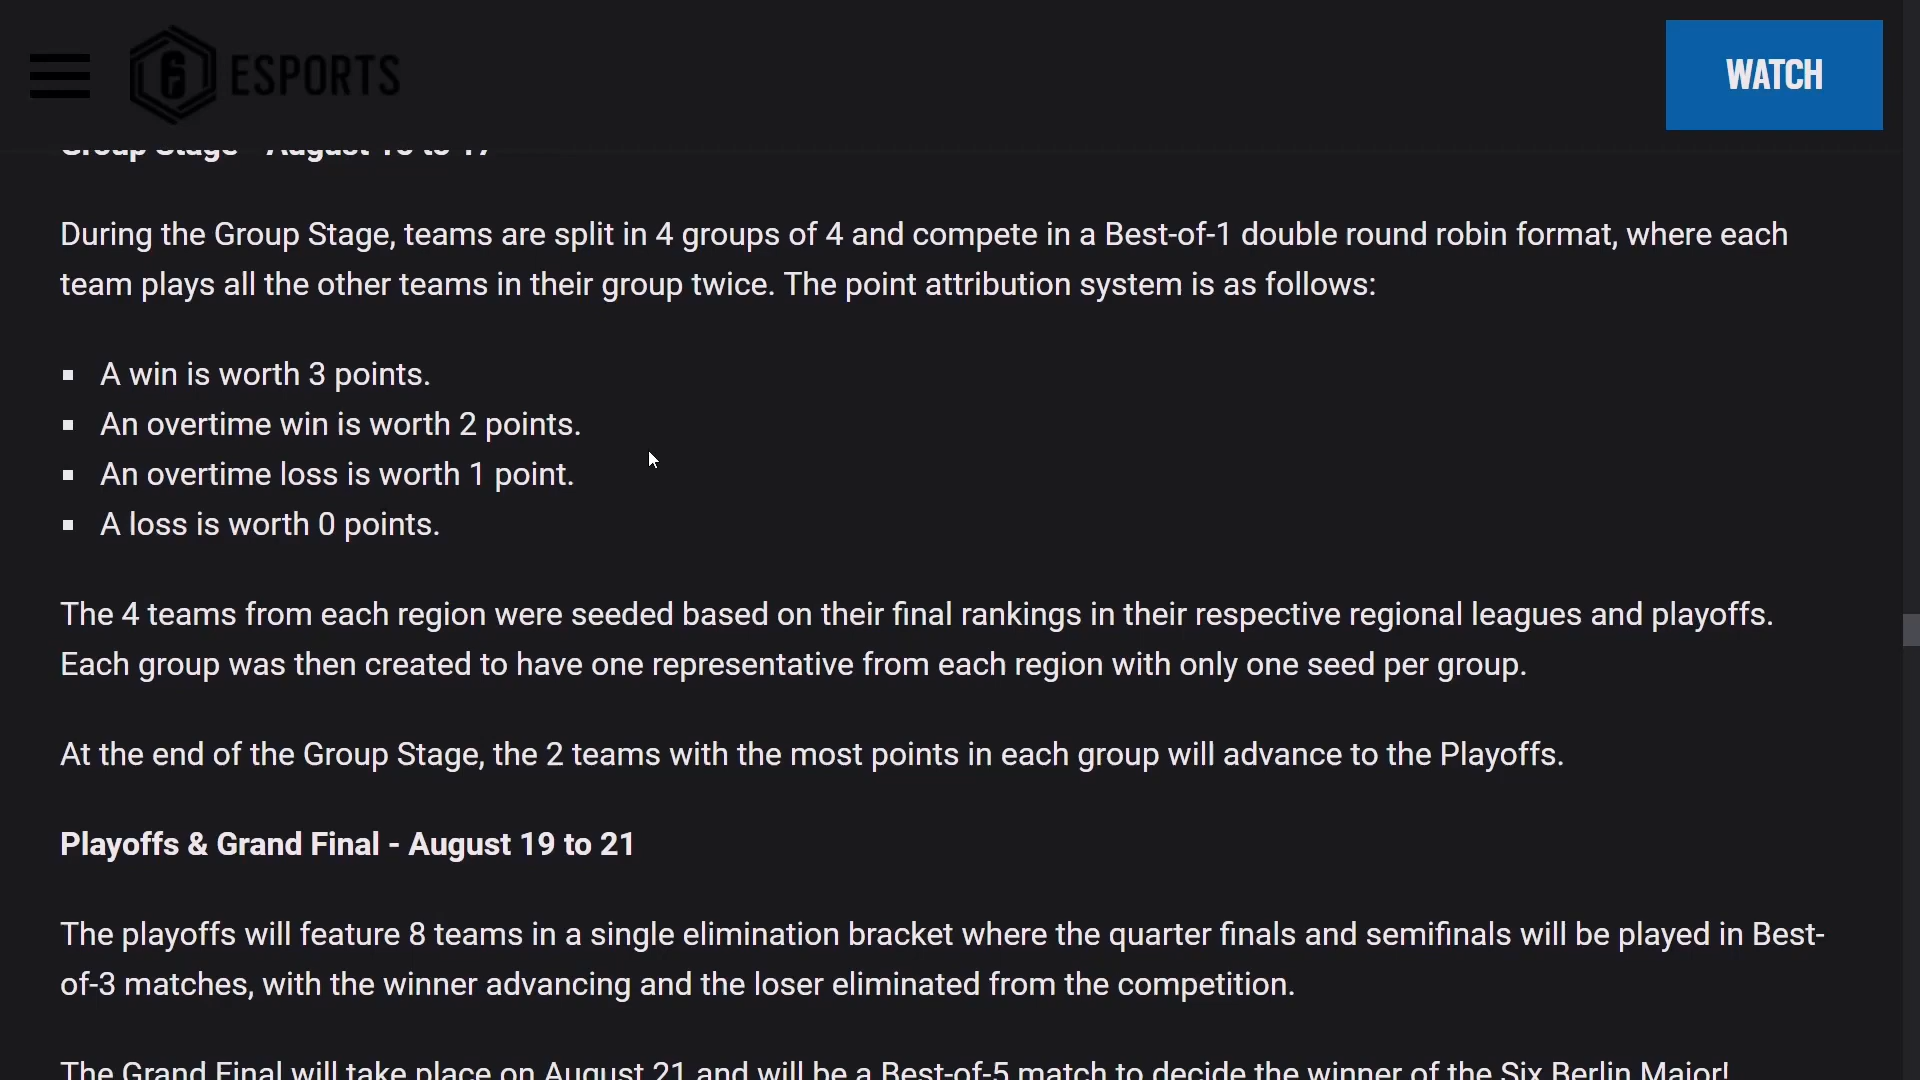 ESPORTS
WATCH
Group Stage - August 15 to 17
During the Group Stage, teams are split in 4 groups of 4 and compete in a Best-of-1 double round robin format, where each
team plays all the other teams in their group twice. The point attribution system is as follows:
▪ A win is worth 3 points.
▪ An overtime win is worth 2 points.
▪ An overtime loss is worth 1 point.
▪ A loss is worth 0 points.
The 4 teams from each region were seeded based on their final rankings in their respective regional leagues and playoffs.
Each group was then created to have one representative from each region with only one seed per group.
At the end of the Group Stage, the 2 teams with the most points in each group will advance to the Playoffs.
Playoffs & Grand Final - August 19 to 21
The playoffs will feature 8 teams in a single elimination bracket where the quarter finals and semifinals will be played in Best-
of-3 matches, with the winner advancing and the loser eliminated from the competition.
The Grand Final will take place on August 21 and will be a Best-of-5 match to decide the winner of the Six Berlin Major!